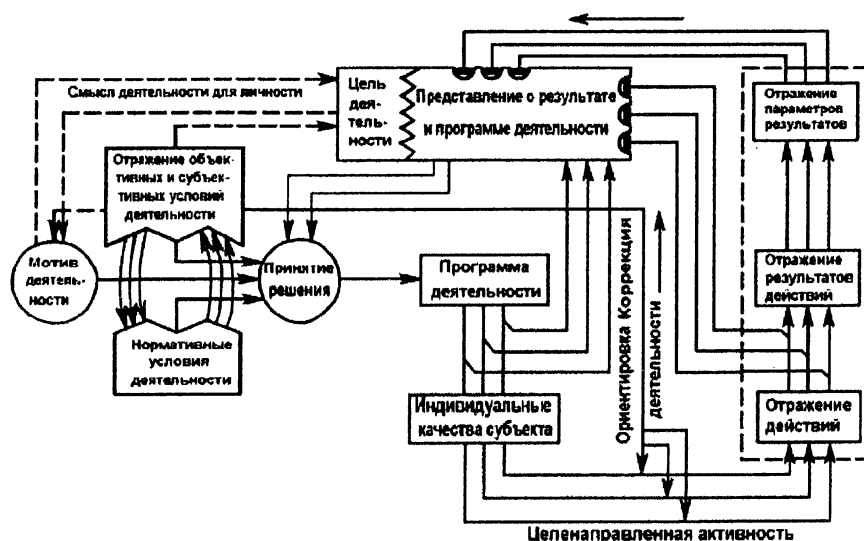 Смысл деятельности для личности
Цель
дея-
тель-
ности
Представление о результате
и программе деятельности
Отражение
параметров
результатов
Отражение объек-
тивных и субъек-
тивных условий
деятельности
Мотив
деятель-
ности
Принятие
решения
Программа
деятельности
Ориентировка Коррекция
деятельности
Отражение
результатов
действий
Нормативные
условия
деятельности
Индивидуальные
качества субъекта
Отражение
действий
Целенаправленная активность